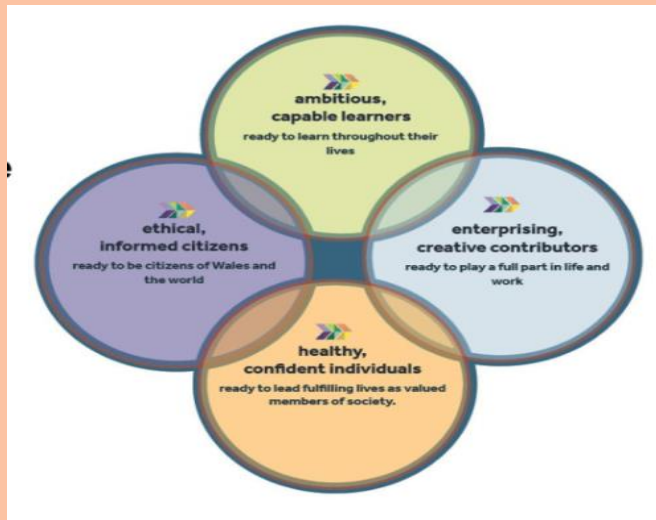 ambitious,
capable learners
ready to learn throughout their
lives
ethical,
informed citizens
ready to be citizens of Wales and
the world
enterprising,
creative contributors
ready to play a full part in life and
work
healthy,
confident individuals
ready to lead fulfilling lives as valued
members of society.